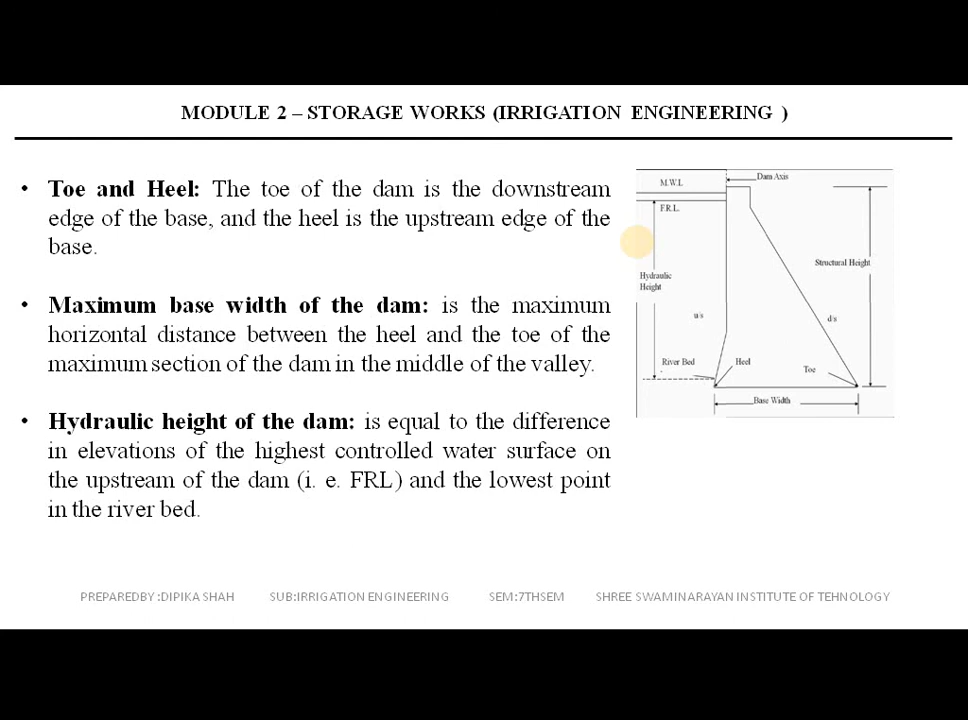 MODULE 2 – STORAGE WORKS (IRRIGATION ENGINEERING )
• Toe and Heel: The toe of the dam is the downstream
edge of the base, and the heel is the upstream edge of the
base.
• Maximum base width of the dam: is the maximum
horizontal distance between the heel and the toe of the
maximum section of the dam in the middle of the valley.
• Hydraulic height of the dam: is equal to the difference
in elevations of the highest controlled water surface on
the upstream of the dam (i. e. FRL) and the lowest point
in the river bed.
Dam Axis
M.W.L
F.R.L.
Structural Height
Hydraulic
Height
u/s
d/s
River Bed
Heel
Toe
Base Width
PREPAREDBY :DIPIKA SHAH SUB:IRRIGATION ENGINEERING SEM:7THSEM SHREE SWAMINARAYAN INSTITUTE OF TEHNOLOGY